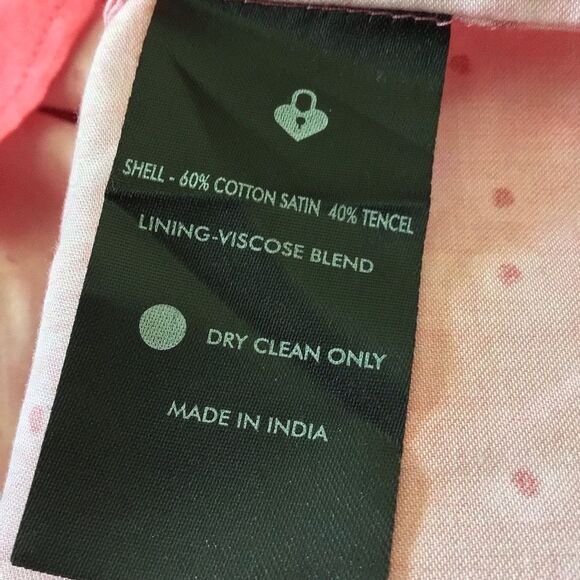 SHELL - 60% COTTON SATIN 40% TENCEL
LINING-VISCOSE BLEND
DRY CLEAN ONLY
MADE IN INDIA